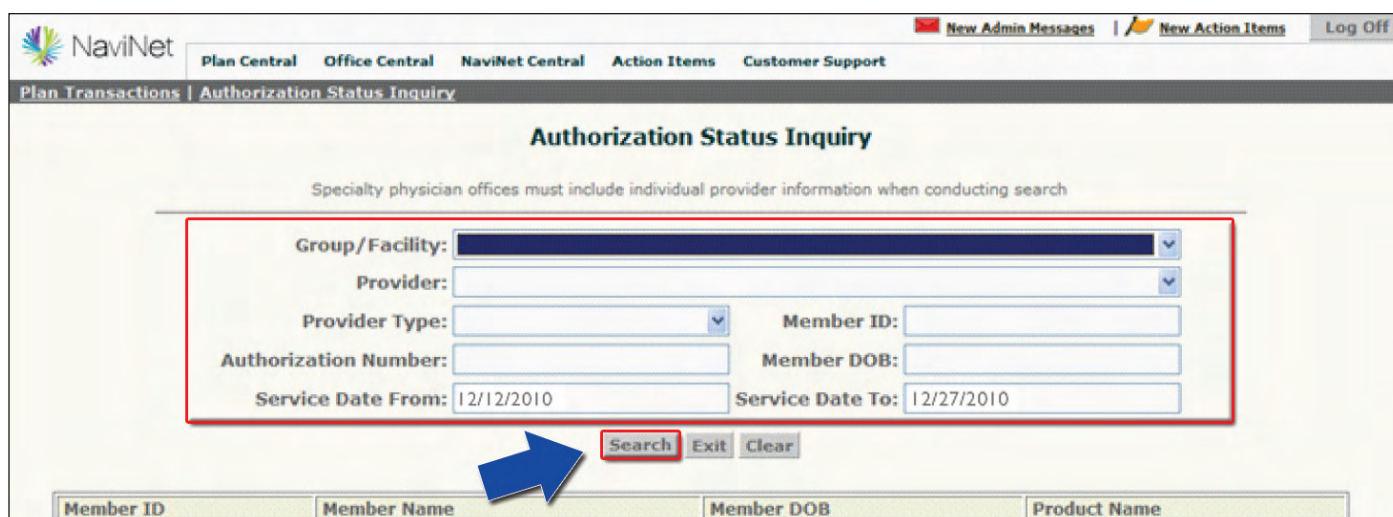 New Admin Messages | New Action Items Log Off
NaviNet
Plan Central Office Central NaviNet Central Action Items Customer Support
Plan Transactions | Authorization Status Inquiry
Authorization Status Inquiry
Specialty physician offices must include individual provider information when conducting search
Group/Facility:
Provider:
Provider Type: Member ID:
Authorization Number: Member DOB:
Service Date From: 12/12/2010 Service Date To: 12/27/2010
Search Exit Clear
Member ID Member Name Member DOB Product Name